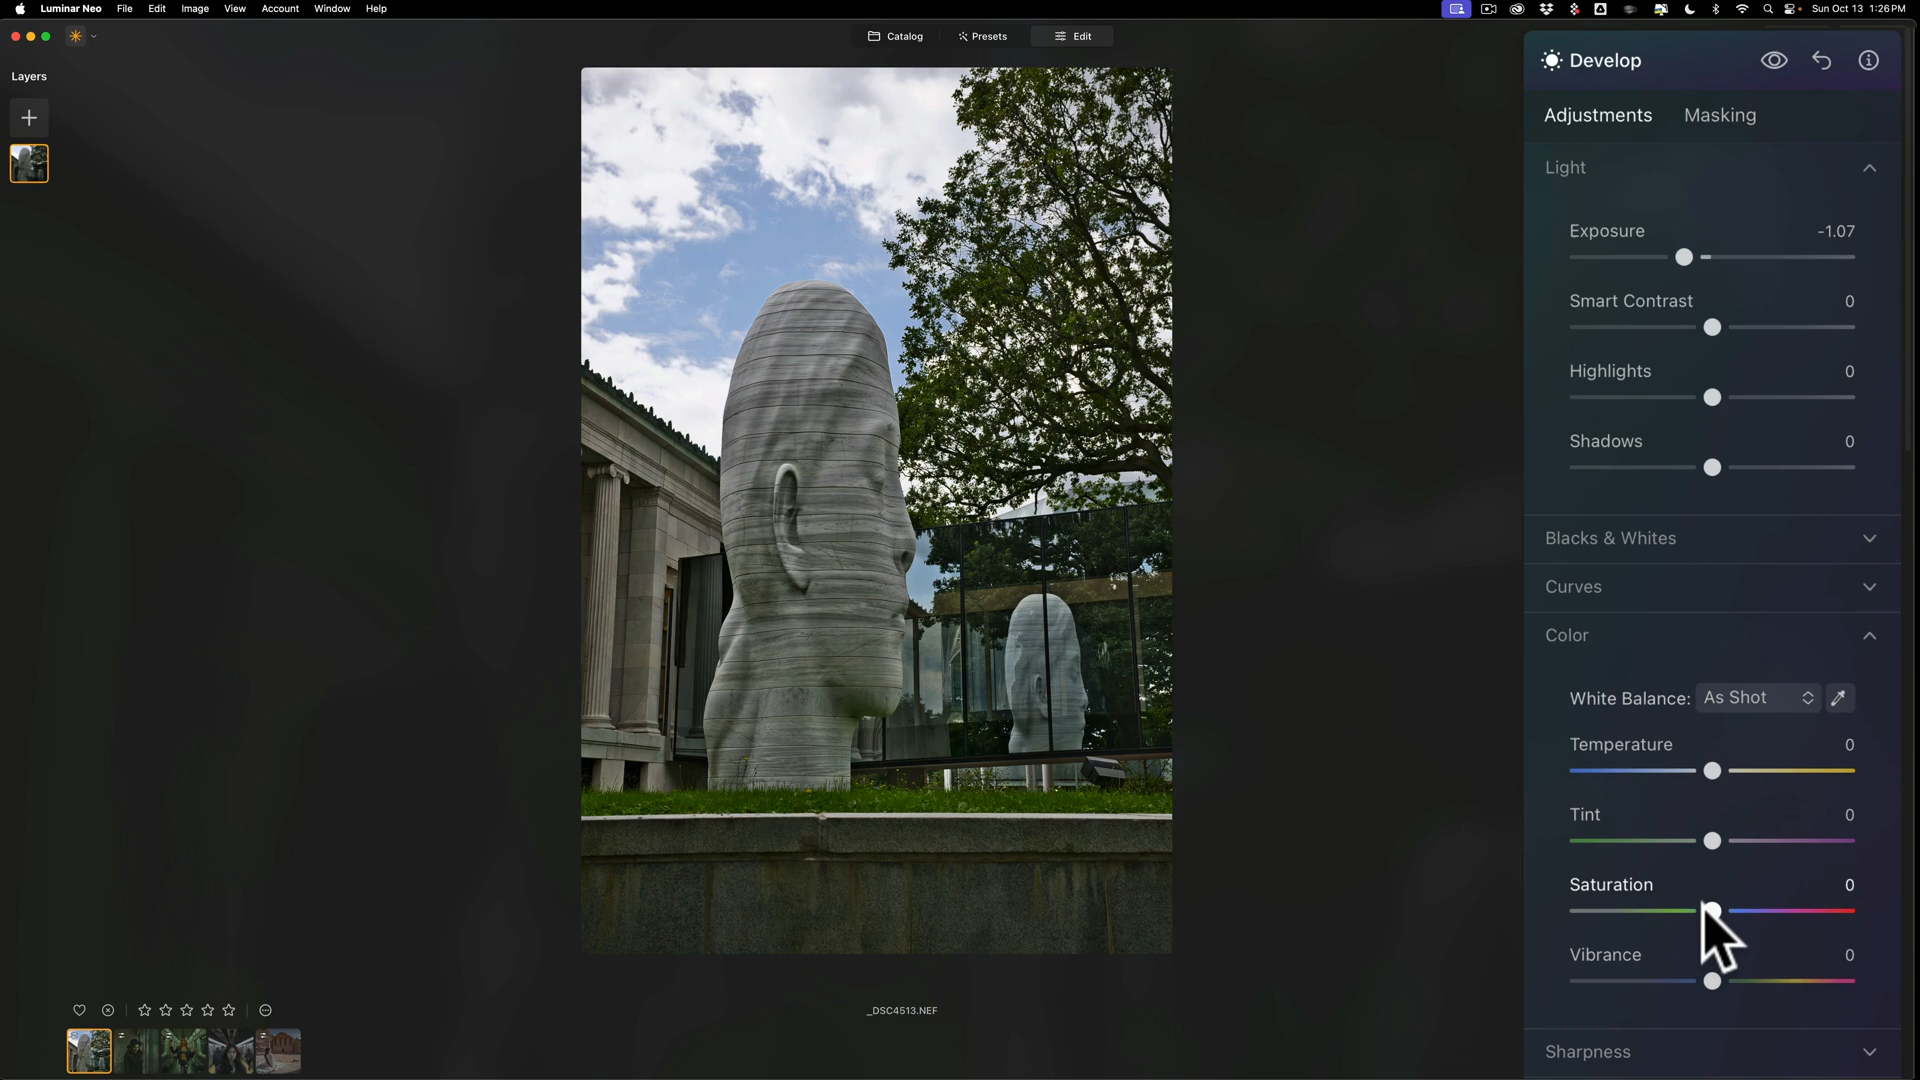 Luminar Neo File Edit Image View Account Window Help Sun Oct 13 1:26 PM
Catalog Presets Edit
Layers
Develop
Adjustments Masking
Light
Exposure -1.07
Smart Contrast 0
Highlights 0
Shadows 0
Blacks & Whites
Curves
Color
White Balance: As Shot
Temperature 0
Tint 0
Saturation 0
Vibrance 0
Sharpness
_DSC4513.NEF